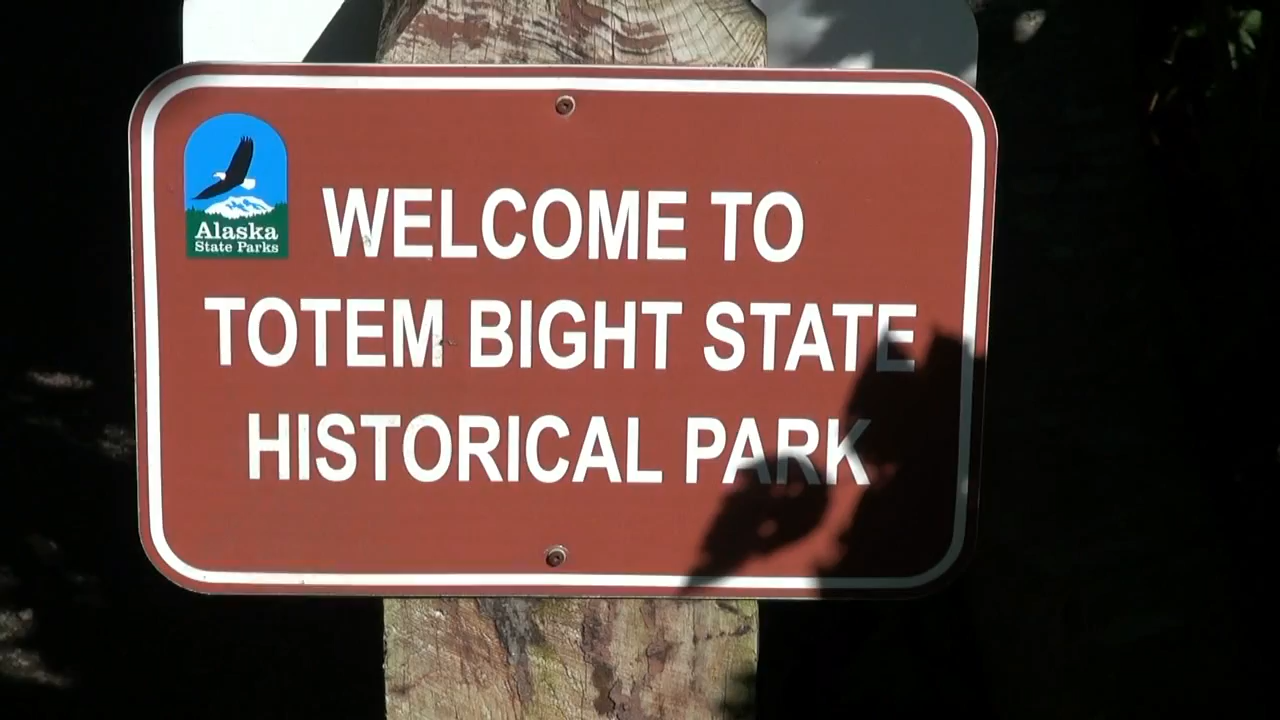 Alaska
State Parks
WELCOME TO
TOTEM BIGHT STATE
HISTORICAL PARK